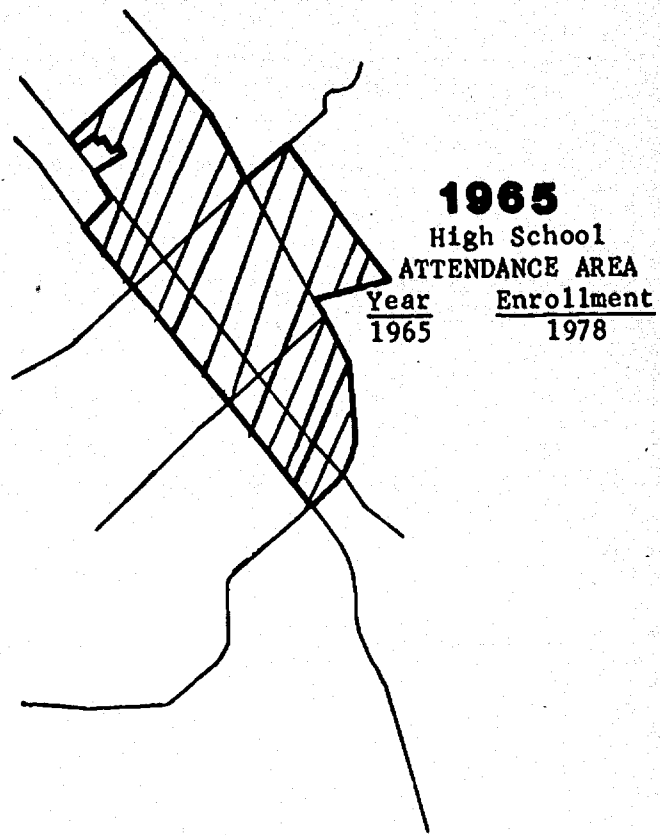 1965
High School
ATTENDANCE AREA
Year Enrollment
1965 1978